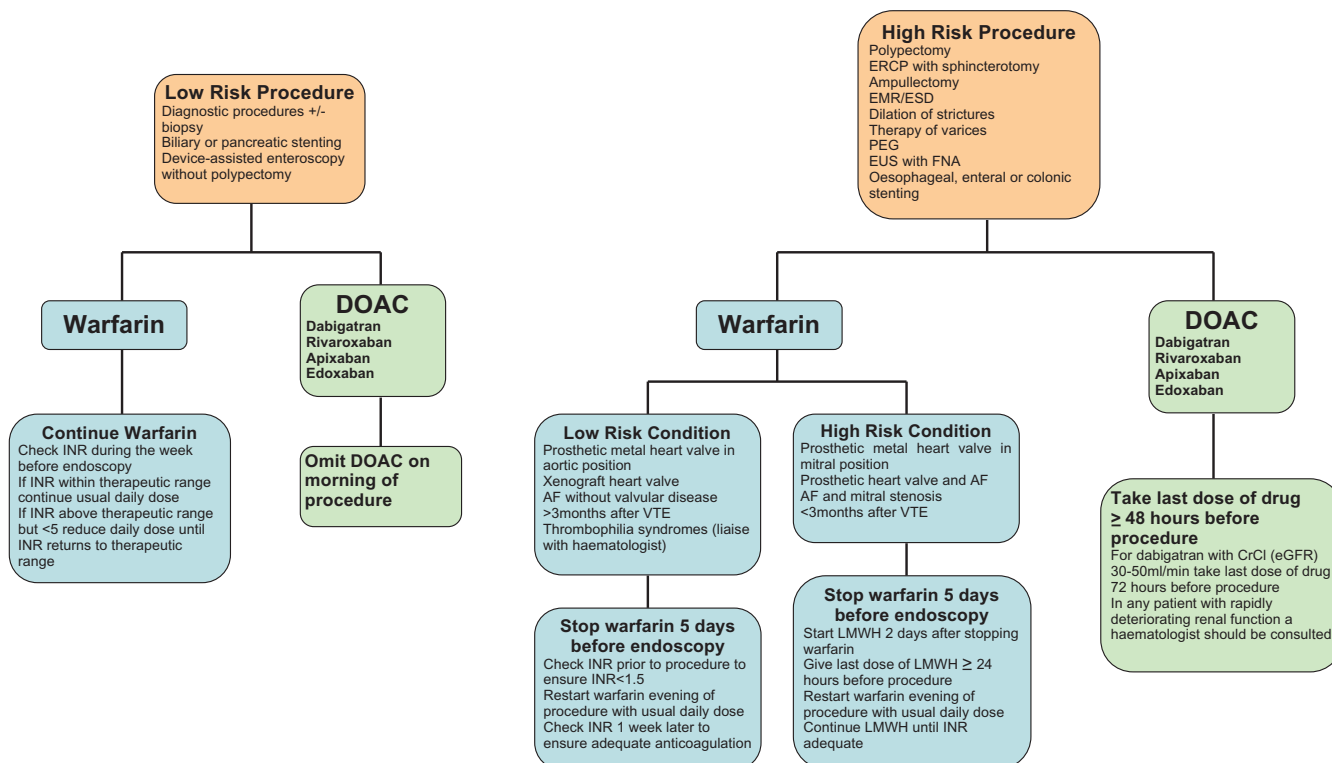 Low Risk Procedure
Diagnostic procedures +/-
biopsy
Biliary or pancreatic stenting
Device-assisted enteroscopy
without polypectomy
Warfarin
Continue Warfarin
Check INR during the week
before endoscopy
If INR within therapeutic range
continue usual daily dose
If INR above therapeutic range
but <5 reduce daily dose until
INR returns to therapeutic
range
DOAC
Dabigatran
Rivaroxaban
Apixaban
Edoxaban
Omit DOAC on
morning of
procedure
High Risk Procedure
Polypectomy
ERCP with sphincterotomy
Ampullectomy
EMR/ESD
Dilation of strictures
Therapy of varices
PEG
EUS with FNA
Oesophageal, enteral or colonic
stenting
Warfarin
Low Risk Condition
Prosthetic metal heart valve in
aortic position
Xenograft heart valve
AF without valvular disease
>3months after VTE
Thrombophilia syndromes (liaise
with haematologist)
Stop warfarin 5 days
before endoscopy
Check INR prior to procedure to
ensure INR<1.5
Restart warfarin evening of
procedure with usual daily dose
Check INR 1 week later to
ensure adequate anticoagulation
High Risk Condition
Prosthetic metal heart valve in
mitral position
Prosthetic heart valve and AF
AF and mitral stenosis
<3months after VTE
Stop warfarin 5 days
before endoscopy
Start LMWH 2 days after stopping
warfarin
Give last dose of LMWH ≥ 24
hours before procedure
Restart warfarin evening of
procedure with usual daily dose
Continue LMWH until INR
adequate
DOAC
Dabigatran
Rivaroxaban
Apixaban
Edoxaban
Take last dose of drug
≥ 48 hours before
procedure
For dabigatran with CrCl (eGFR)
30-50ml/min take last dose of drug
72 hours before procedure
In any patient with rapidly
deteriorating renal function a
haematologist should be consulted